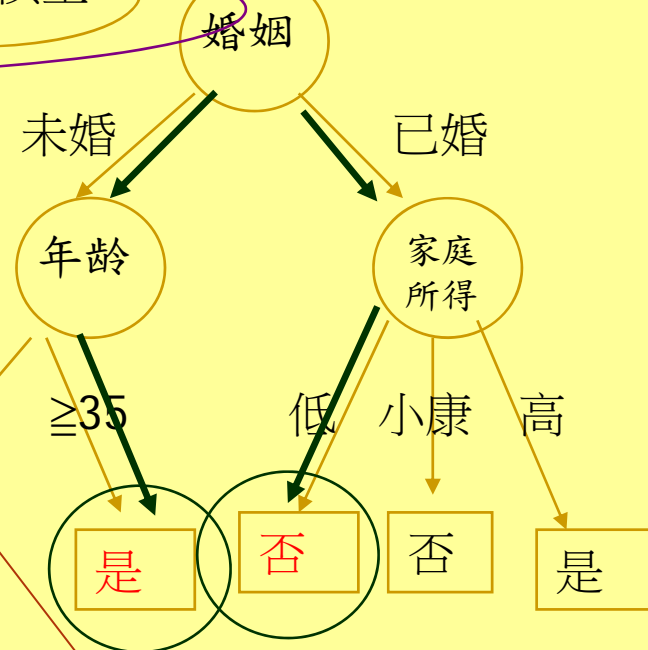 婚姻
未婚
已婚
年龄
家庭
所得
≧35
低
小康
高
是
否
否
是